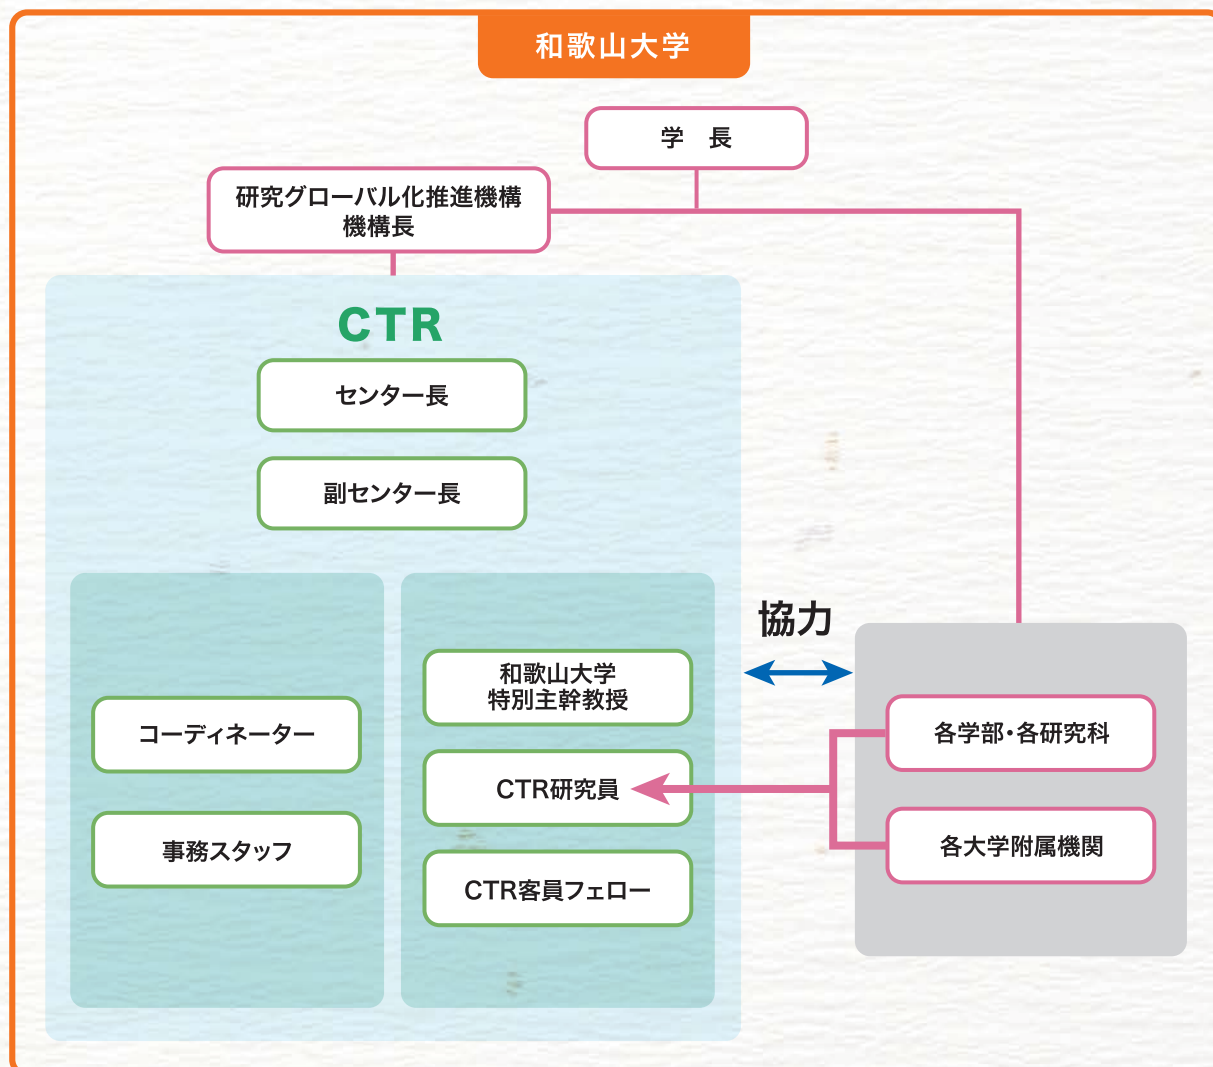 和歌山大学
学　長
研究グローバル化推進機構
機構長
CTR
センター長
副センター長
コーディネーター
事務スタッフ
和歌山大学
特別主幹教授
CTR研究員
CTR客員フェロー
協力
各学部・各研究科
各大学附属機関